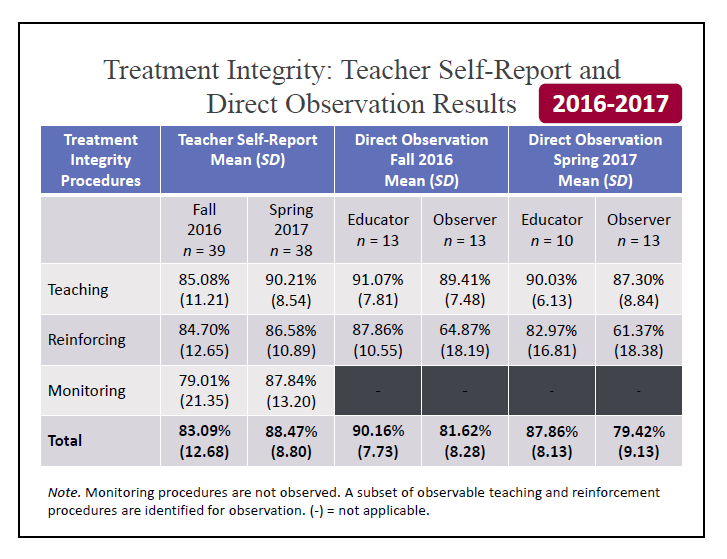 Treatment Integrity: Teacher Self-Report and
Direct Observation Results 2016-2017
Treatment Integrity Procedures Teacher Self-Report Mean (SD) Direct Observation Fall 2016 Mean (SD) Direct Observation Spring 2017 Mean (SD)
Fall 2016 n = 39 Spring 2017 n = 38 Educator n = 13 Observer n = 13 Educator n = 10 Observer n = 13
Teaching 85.08% (11.21) 90.21% (8.54) 91.07% (7.81) 89.41% (7.48) 90.03% (6.13) 87.30% (8.84)
Reinforcing 84.70% (12.65) 86.58% (10.89) 87.86% (10.55) 64.87% (18.19) 82.97% (16.81) 61.37% (18.38)
Monitoring 79.01% (21.35) 87.84% (13.20) - - - -
Total 83.09% (12.68) 88.47% (8.80) 90.16% (7.73) 81.62% (8.28) 87.86% (8.13) 79.42% (9.13)
Note. Monitoring procedures are not observed. A subset of observable teaching and reinforcement
procedures are identified for observation. (-) = not applicable.